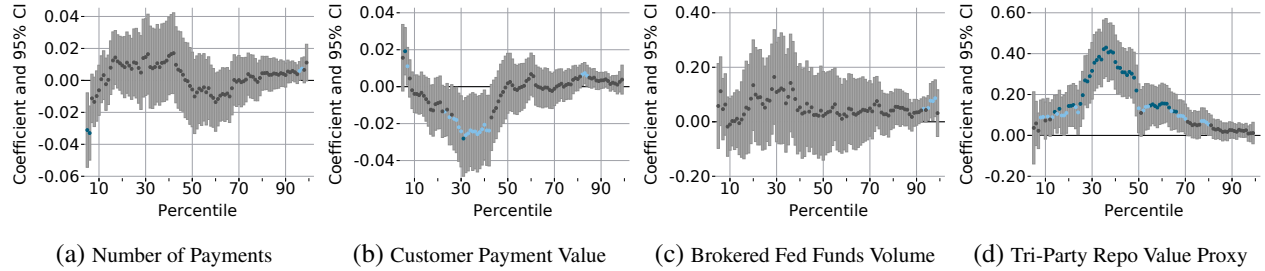 Coefficient and 95% CI
0.04
0.02
0.00
-0.02
-0.04
-0.06
10 30 50 70 90
Percentile
(a) Number of Payments
Coefficient and 95% CI
0.04
0.02
0.00
-0.02
-0.04
10 30 50 70 90
Percentile
(b) Customer Payment Value
Coefficient and 95% CI
0.40
0.20
0.00
-0.20
10 30 50 70 90
Percentile
(c) Brokered Fed Funds Volume
Coefficient and 95% CI
0.60
0.40
0.20
0.00
-0.20
10 30 50 70 90
Percentile
(d) Tri-Party Repo Value Proxy